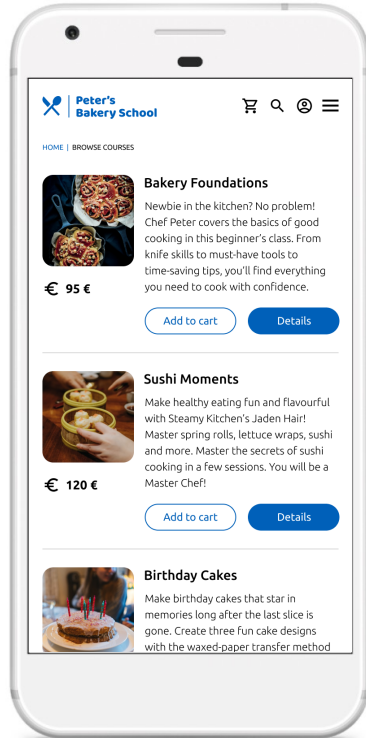 Peter's
Bakery School
HOME | BROWSE COURSES
Bakery Foundations
Newbie in the kitchen? No problem!
Chef Peter covers the basics of good
cooking in this beginner's class. From
knife skills to must-have tools to
time-saving tips, you'll find everything
you need to cook with confidence.
€ 95 €
Add to cart
Details
Sushi Moments
Make healthy eating fun and flavourful
with Steamy Kitchen's Jaden Hair!
Master spring rolls, lettuce wraps, sushi
and more. Master the secrets of sushi
cooking in a few sessions. You will be a
Master Chef!
€ 120 €
Add to cart
Details
Birthday Cakes
Make birthday cakes that star in
memories long after the last slice is
gone. Create three fun cake designs
with the waxed-paper transfer method